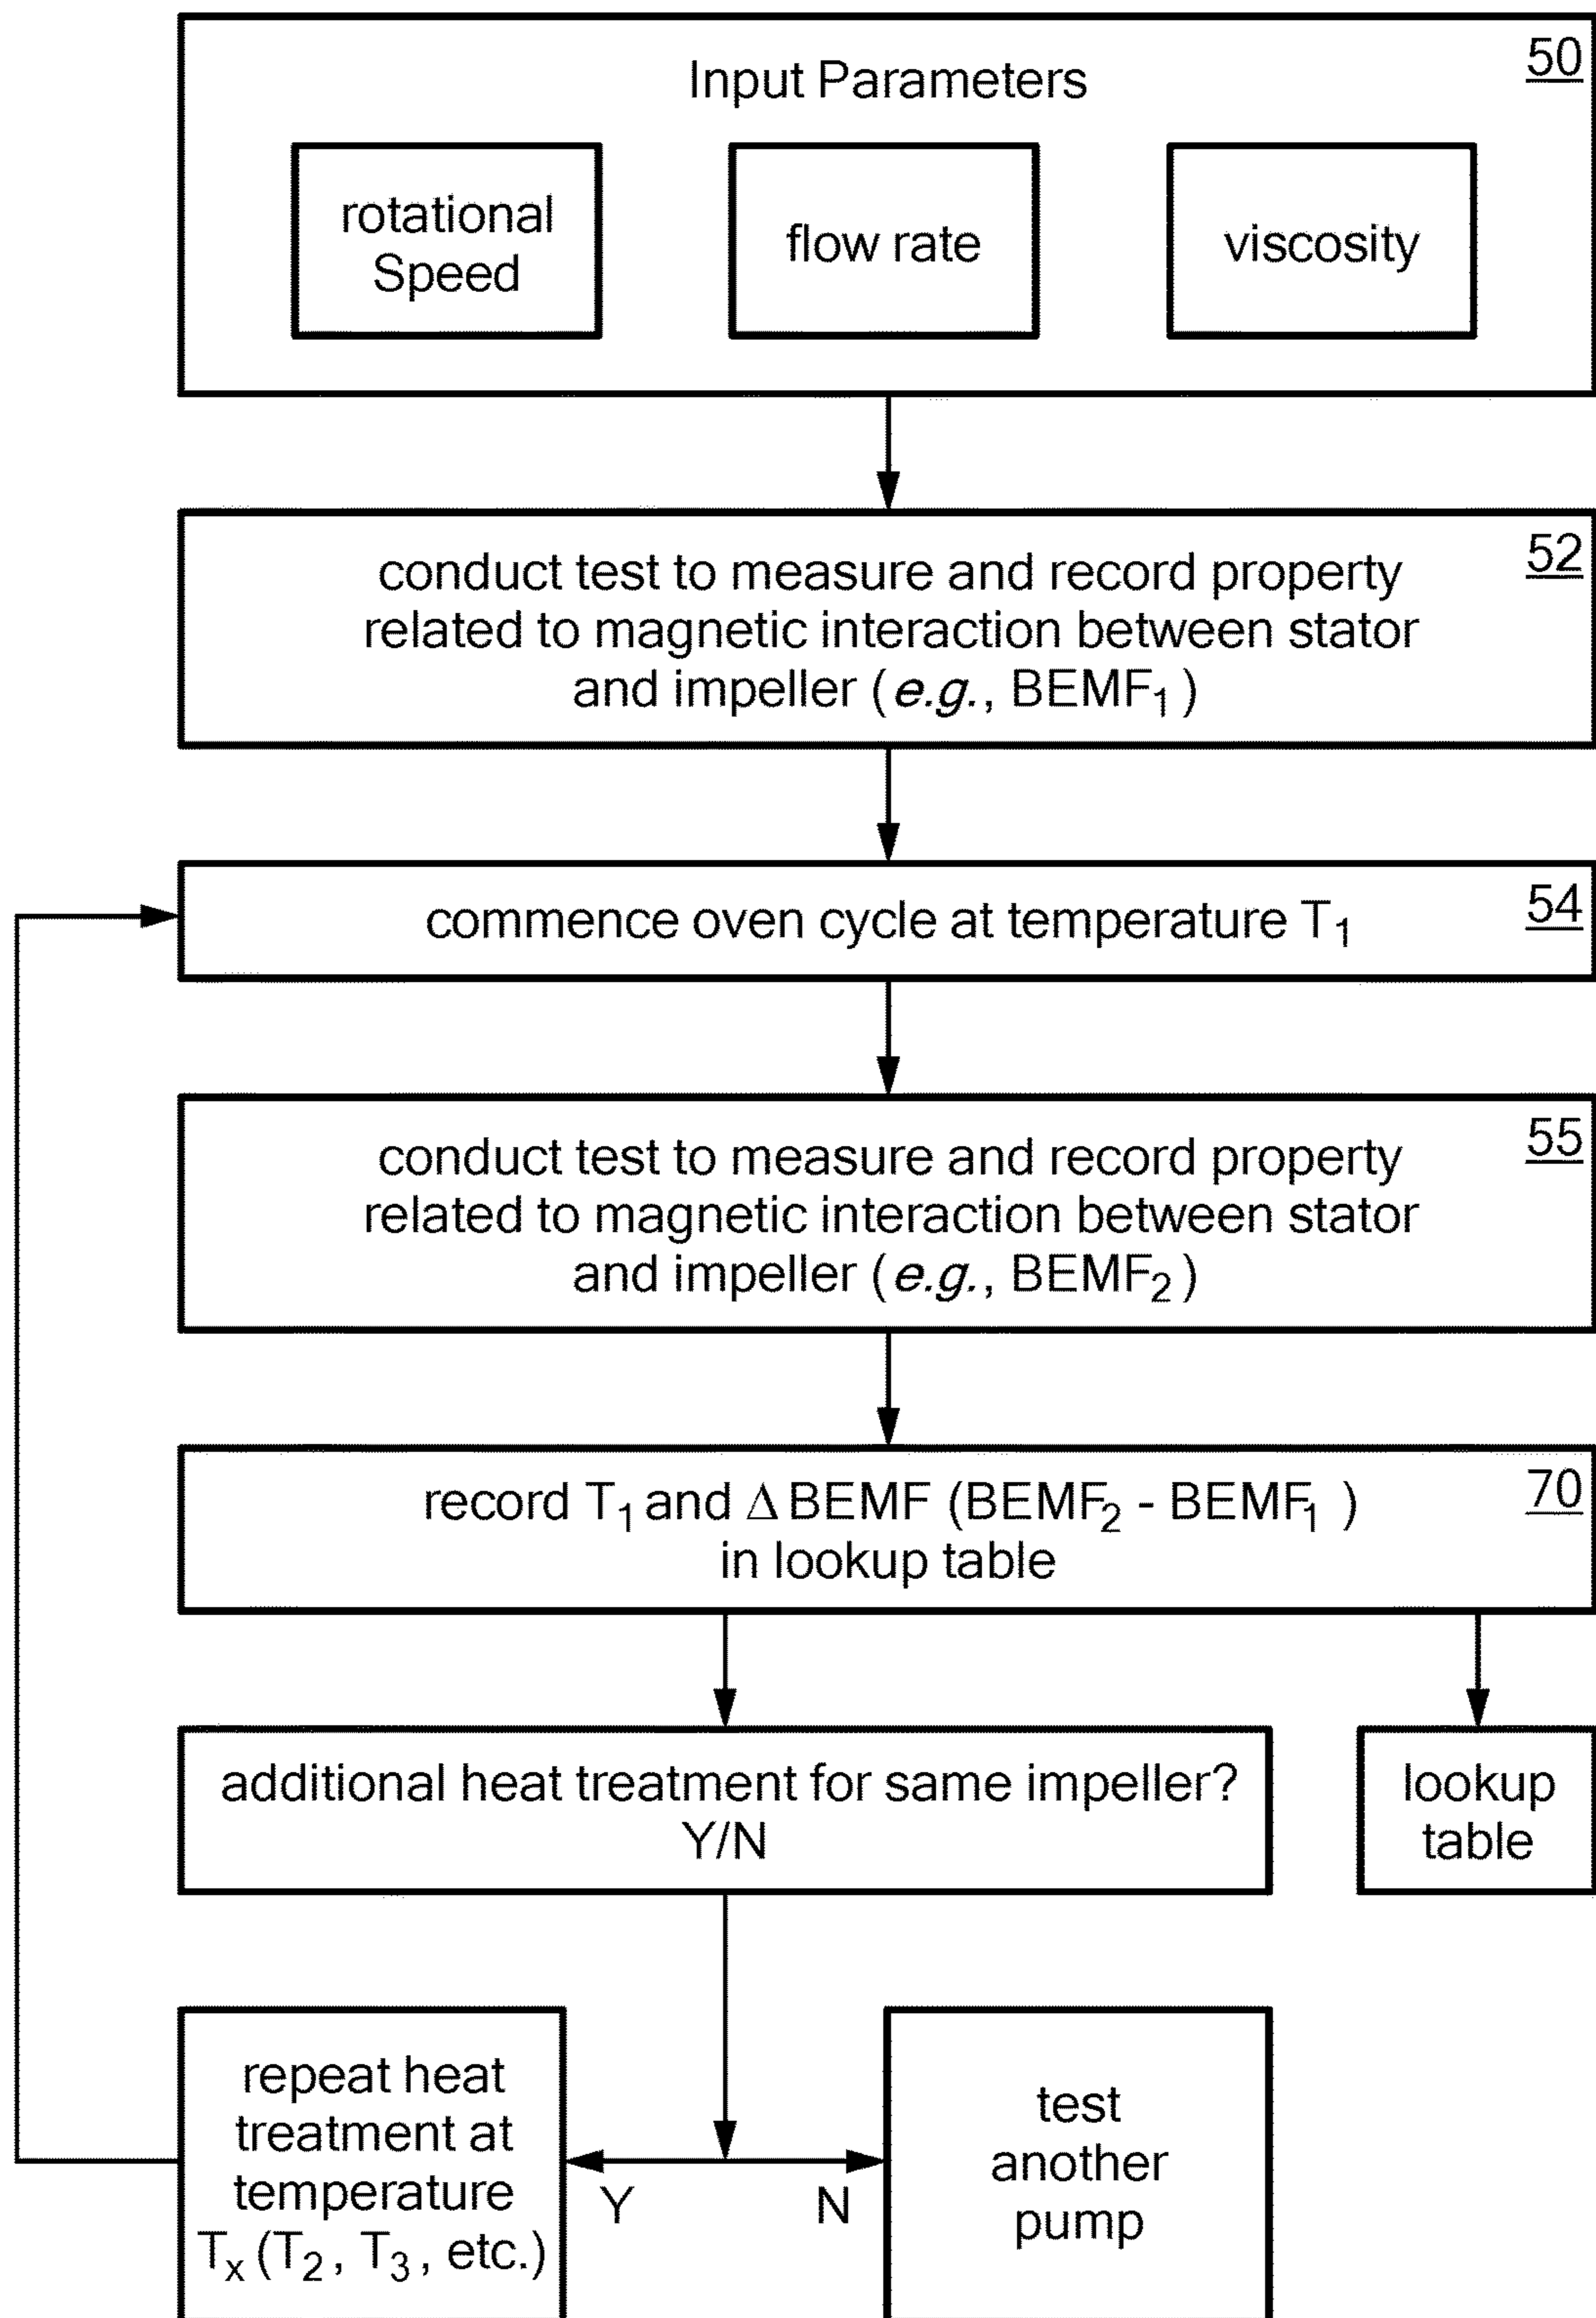 50
Input Parameters
rotational
Speed
flow rate
viscosity
52
conduct test to measure and record property
related to magnetic interaction between stator
and impeller (e.g., BEMF₁)
54
commence oven cycle at temperature T₁
55
conduct test to measure and record property
related to magnetic interaction between stator
and impeller (e.g., BEMF₂)
70
record T₁ and Δ BEMF (BEMF₂ - BEMF₁)
in lookup table
additional heat treatment for same impeller?
Y/N
lookup
table
repeat heat
treatment at
temperature
Tₓ (T₂, T₃, etc.)
Y
N
test
another
pump